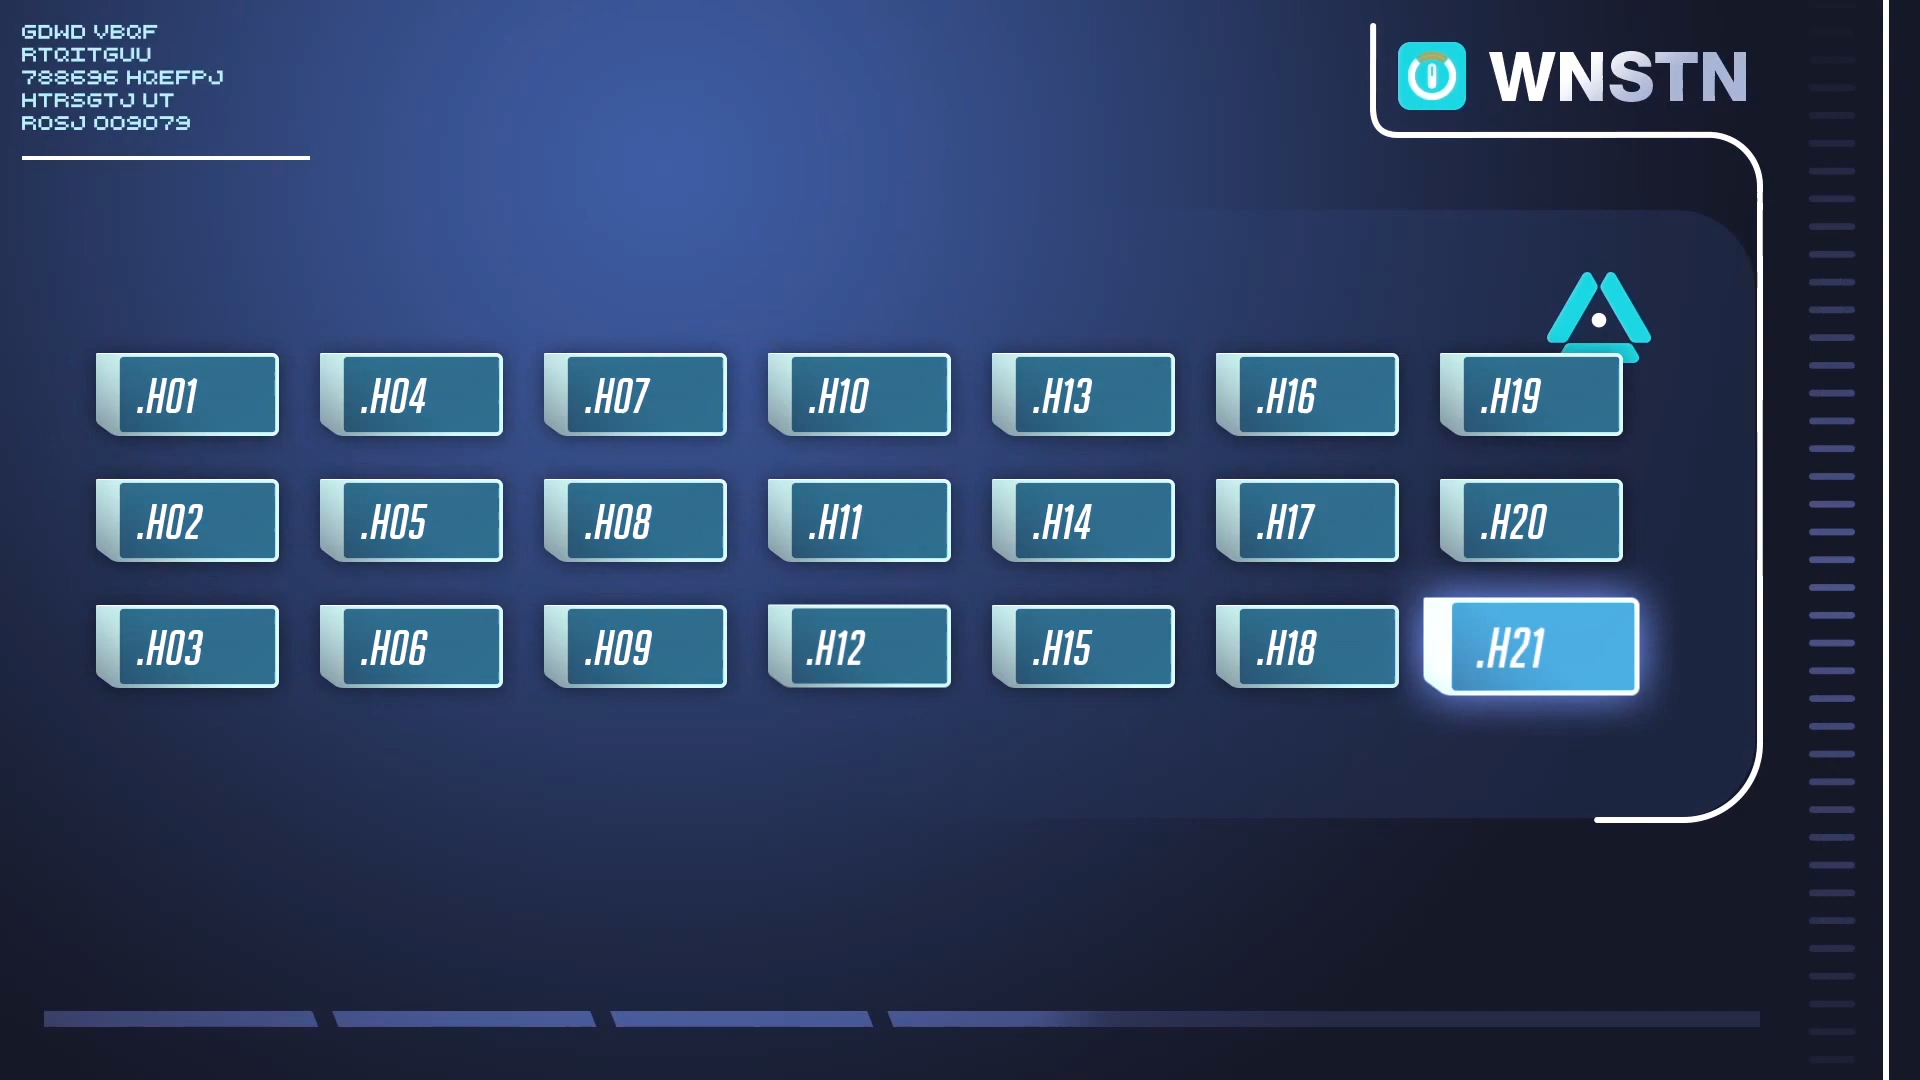 GDWD VBQF
RTQITGUU
788696 HQEFPJ
HTRSGTJ UT
ROSJ 009079
WNSTN
.H01 .H04 .H07 .H10 .H13 .H16 .H19
.H02 .H05 .H08 .H11 .H14 .H17 .H20
.H03 .H06 .H09 .H12 .H15 .H18 .H21